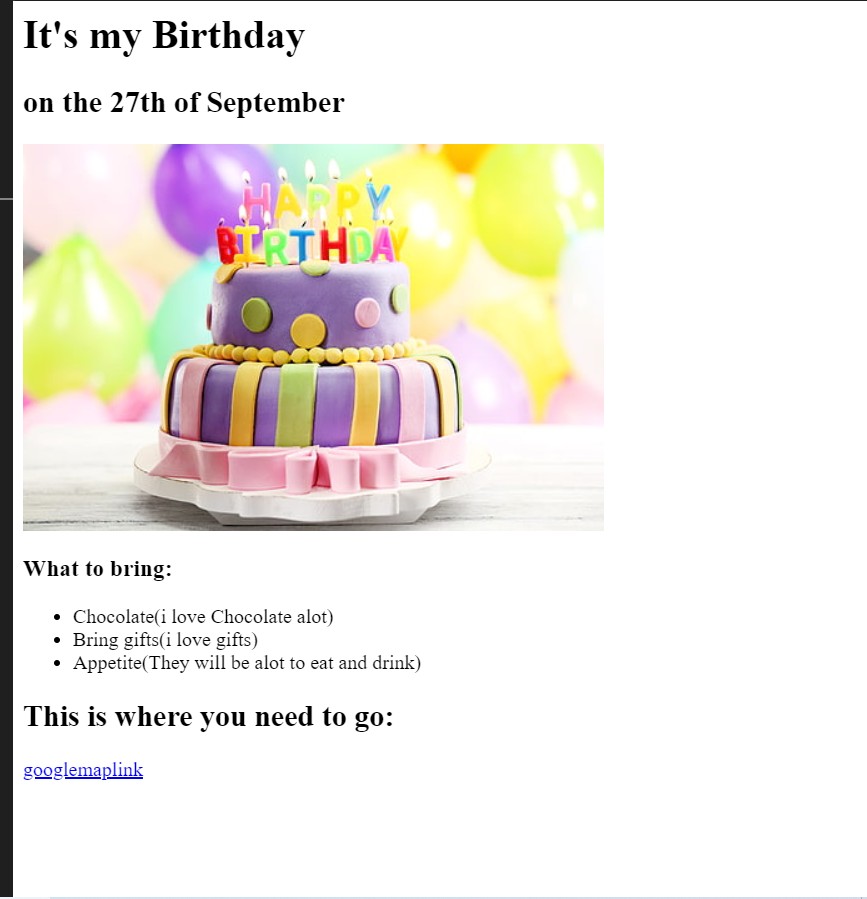 It's my Birthday
on the 27th of September
HAPPY
BIRTHDAY
What to bring:
Chocolate(i love Chocolate alot)
Bring gifts(i love gifts)
Appetite(They will be alot to eat and drink)
This is where you need to go:
googlemaplink